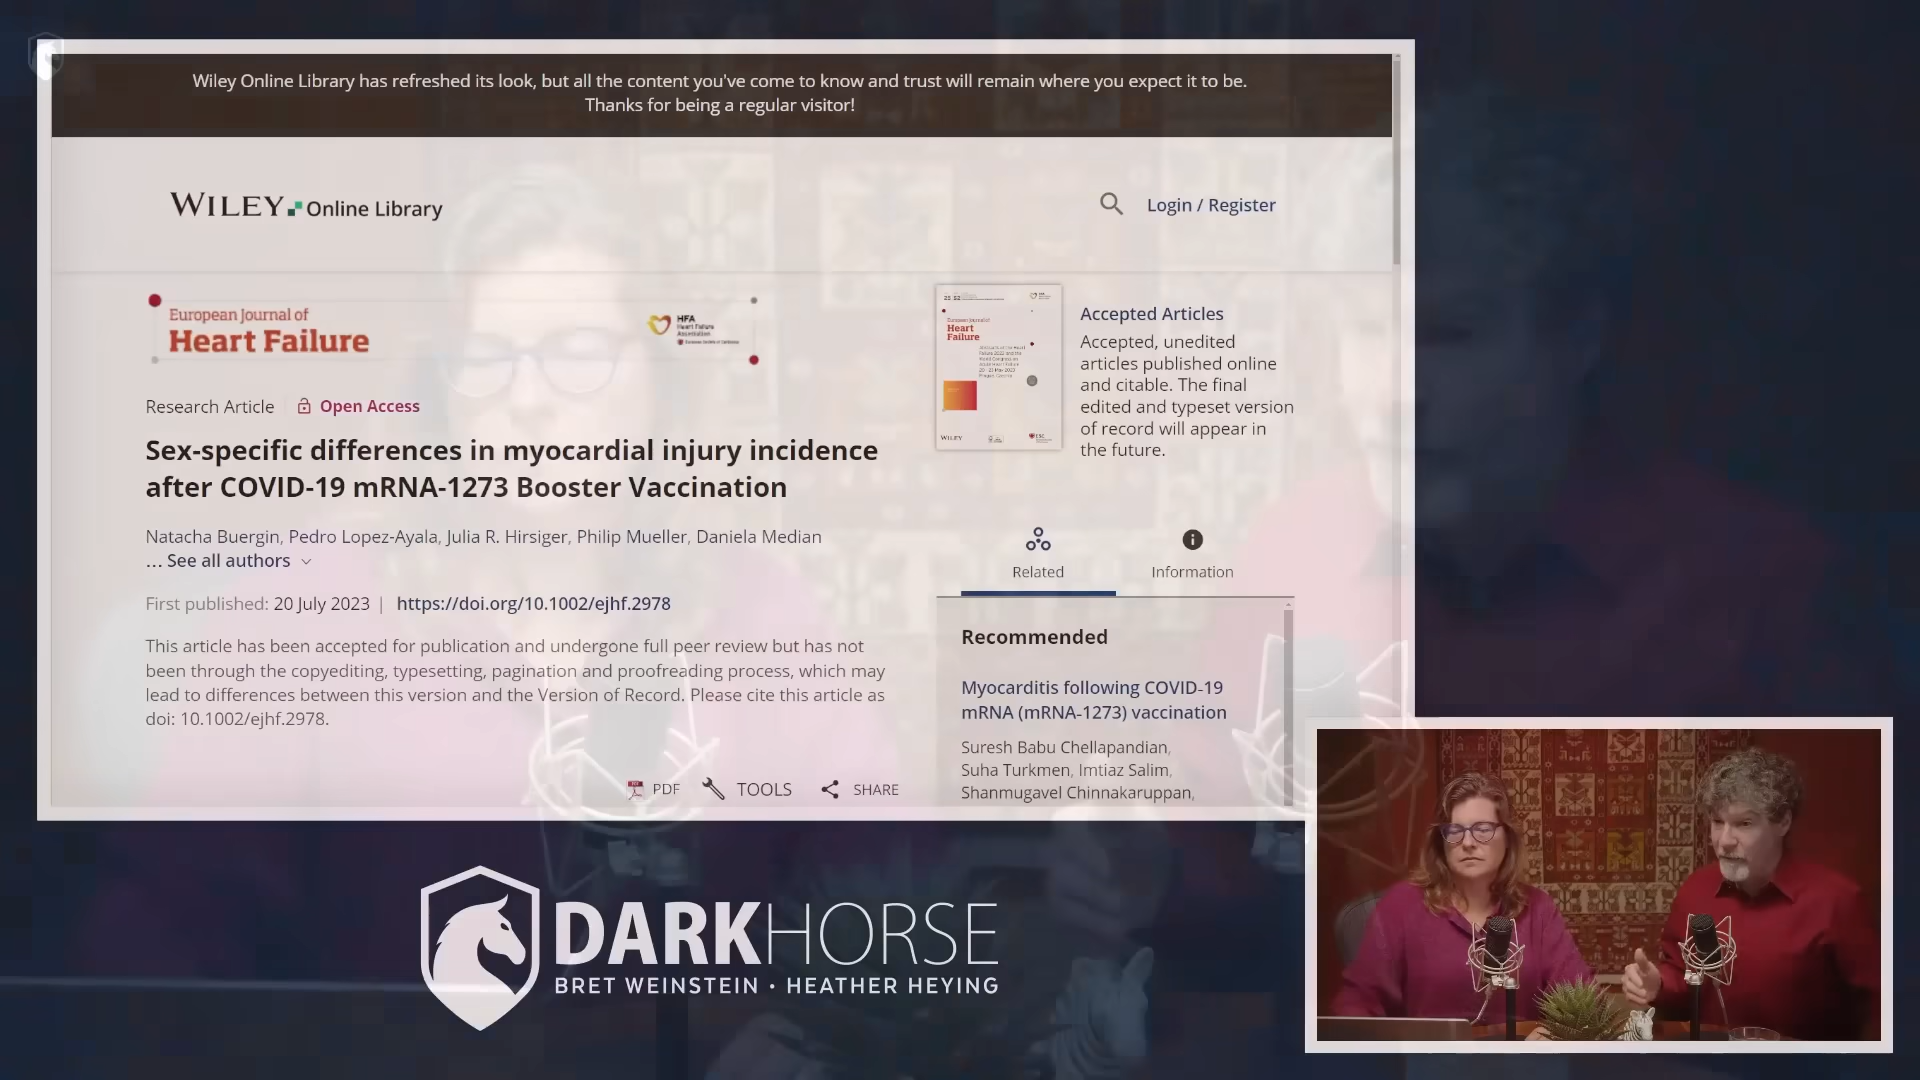 Wiley Online Library has refreshed its look, but all the content you've come to know and trust will remain where you expect it to be.
Thanks for being a regular visitor!
WILEY Online Library
Login / Register
European Journal of
Heart Failure
HFA
Heart Failure
Association
Research Article
Open Access
Sex-specific differences in myocardial injury incidence
after COVID-19 mRNA-1273 Booster Vaccination
Natacha Buergin, Pedro Lopez-Ayala, Julia R. Hirsiger, Philip Mueller, Daniela Median
... See all authors
First published: 20 July 2023 | https://doi.org/10.1002/ejhf.2978
This article has been accepted for publication and undergone full peer review but has not
been through the copyediting, typesetting, pagination and proofreading process, which may
lead to differences between this version and the Version of Record. Please cite this article as
doi: 10.1002/ejhf.2978.
PDF
TOOLS
SHARE
European Journal of
Heart
Failure
WILEY
Accepted Articles
Accepted, unedited
articles published online
and citable. The final
edited and typeset version
of record will appear in
the future.
Related
Information
Recommended
Myocarditis following COVID-19
mRNA (mRNA-1273) vaccination
Suresh Babu Chellapandian,
Suha Turkmen, Imtiaz Salim,
Shanmugavel Chinnakaruppan,
DARKHORSE
BRET WEINSTEIN • HEATHER HEYING